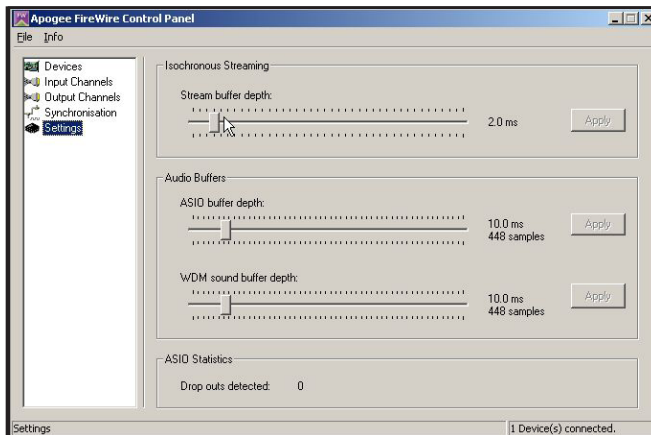 Apogee FireWire Control Panel
File Info
Devices
Input Channels
Output Channels
Synchronisation
Settings
Isochronous Streaming
Stream buffer depth:
2.0 ms
Apply
Audio Buffers
ASIO buffer depth:
10.0 ms
448 samples
Apply
WDM sound buffer depth:
10.0 ms
448 samples
Apply
ASIO Statistics
Drop outs detected: 0
Settings
1 Device(s) connected.